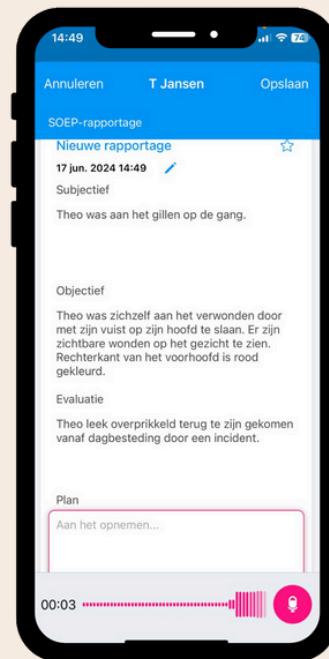 14:49
74
Annuleren T Jansen Opslaan
SOEP-rapportage
Nieuwe rapportage
17 jun. 2024 14:49
Subjectief
Theo was aan het gillen op de gang.
Objectief
Theo was zichzelf aan het verwonden door
met zijn vuist op zijn hoofd te slaan. Er zijn
zichtbare wonden op het gezicht te zien.
Rechterkant van het voorhoofd is rood
gekleurd.
Evaluatie
Theo leek overprikkeld terug te zijn gekomen
vanaf dagbesteding door een incident.
Plan
Aan het opnemen...
00:03